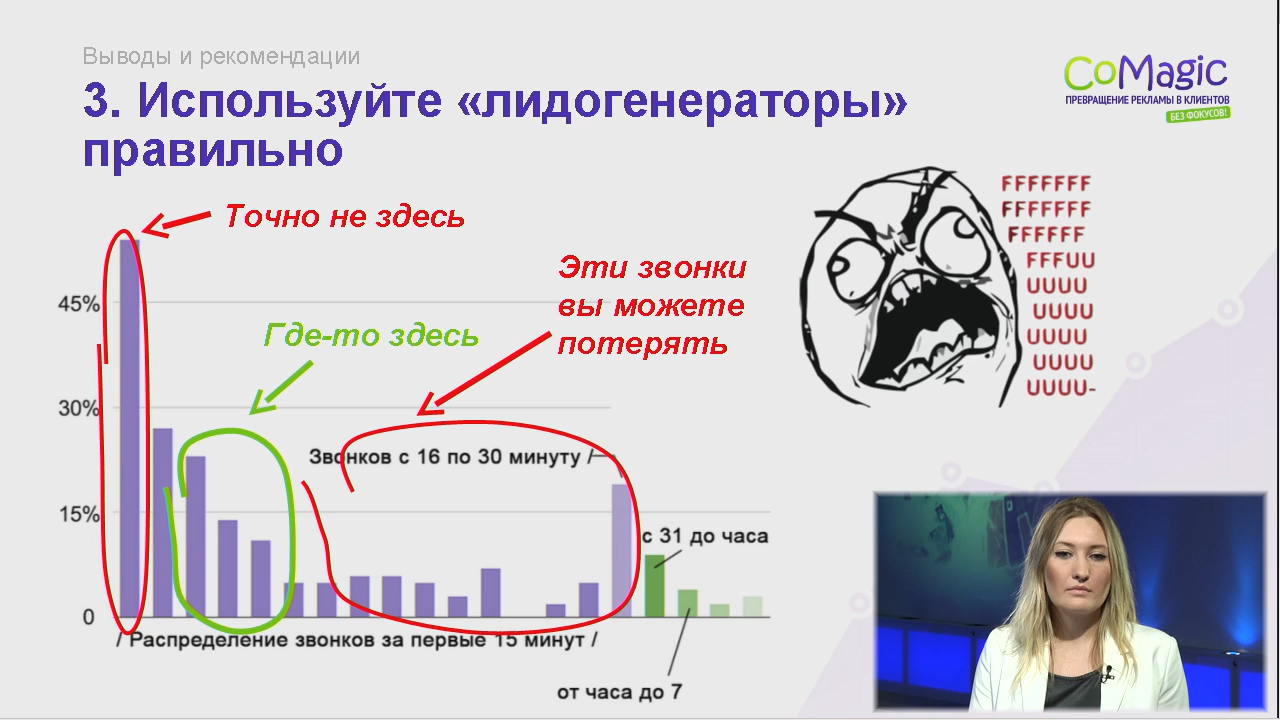 Выводы и рекомендации
3. Используйте «лидогенераторы»
правильно
CoMagic
ПРЕВРАЩЕНИЕ РЕКЛАМЫ В КЛИЕНТОВ
БЕЗ ФОКУСОВ!
Точно не здесь
Эти звонки
вы можете
потерять
Где-то здесь
FFFFFFF
FFFFFFF
FFFFFF
FFFUU
UUUU
UUUU
UUUU
UUUU
UUUU-
45%
30%
Звонков с 16 по 30 минуту /
15%
с 31 до часа
0
/ Распределение звонков за первые 15 минут /
от часа до 7